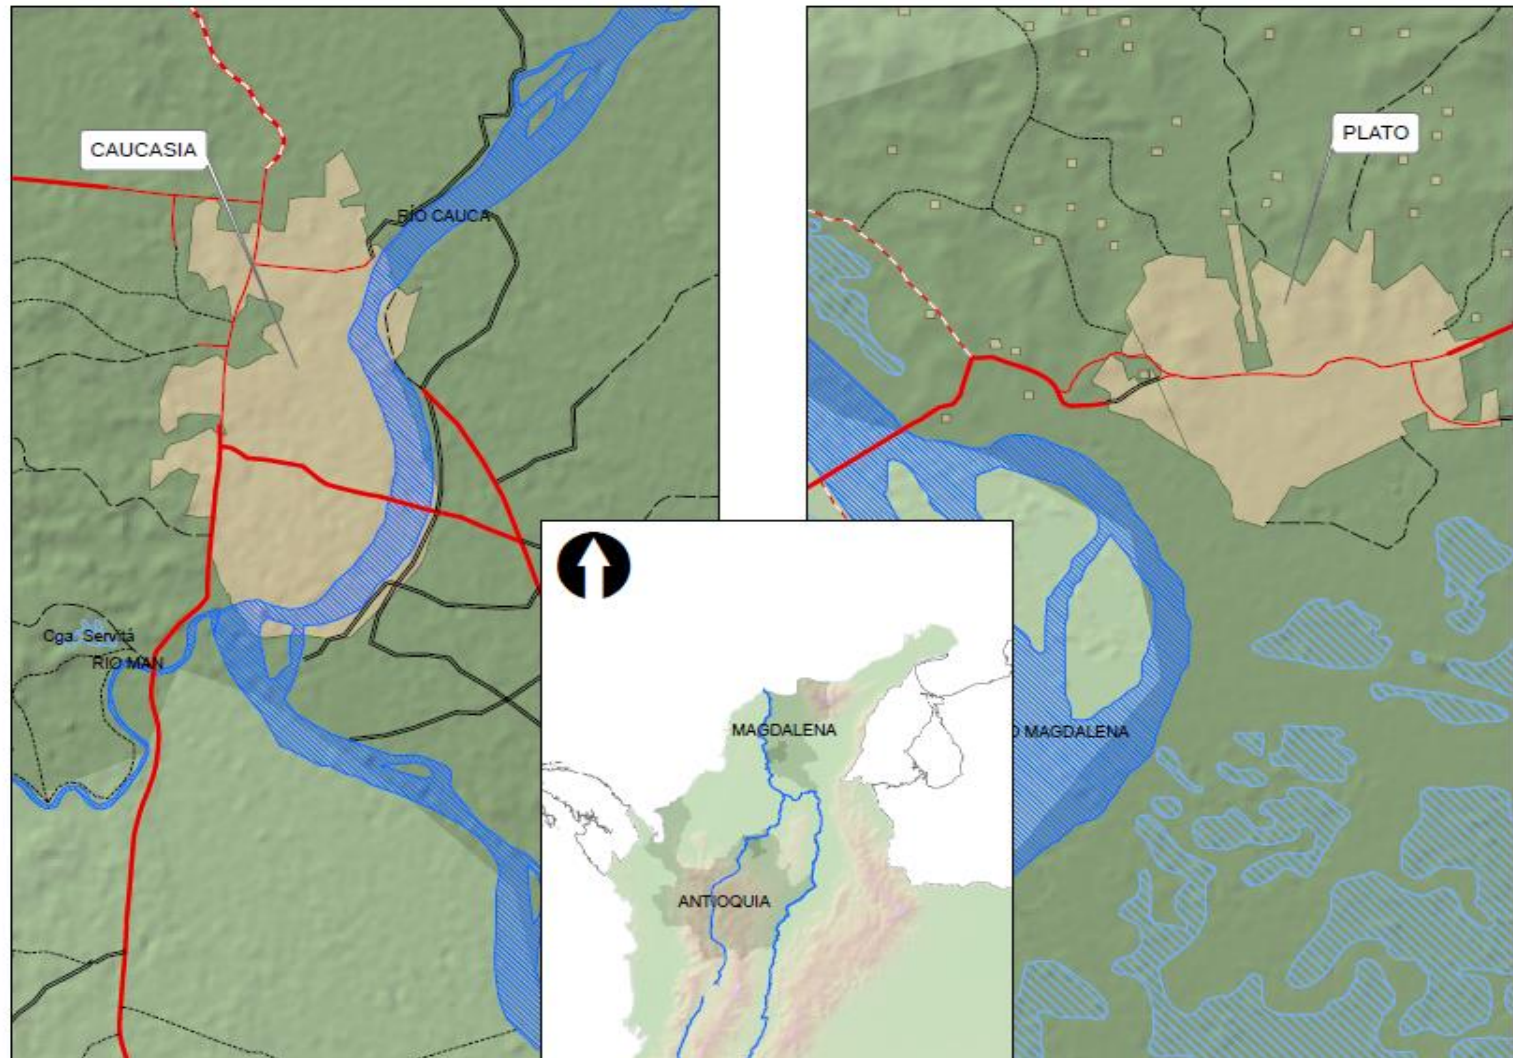 CAUCASIA
PLATO
RÍO CAUCA
Cga. Servitá
RIO MAN
MAGDALENA
O MAGDALENA
ANTIOQUIA